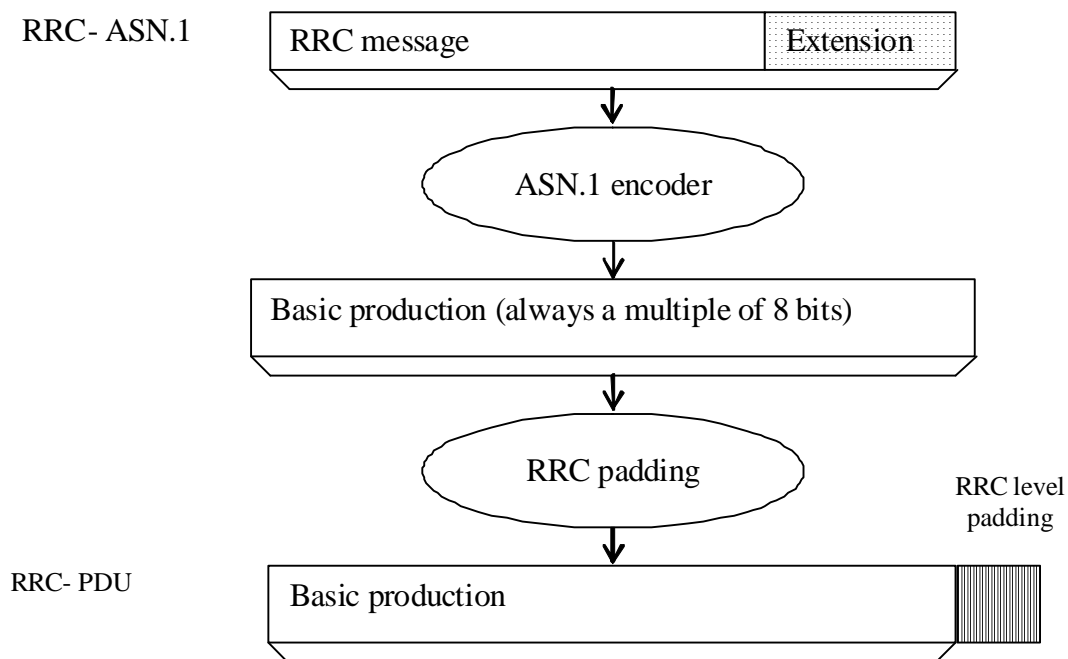 RRC- ASN.1
RRC message
Extension
ASN.1 encoder
Basic production (always a multiple of 8 bits)
RRC padding
RRC level
padding
RRC- PDU
Basic production